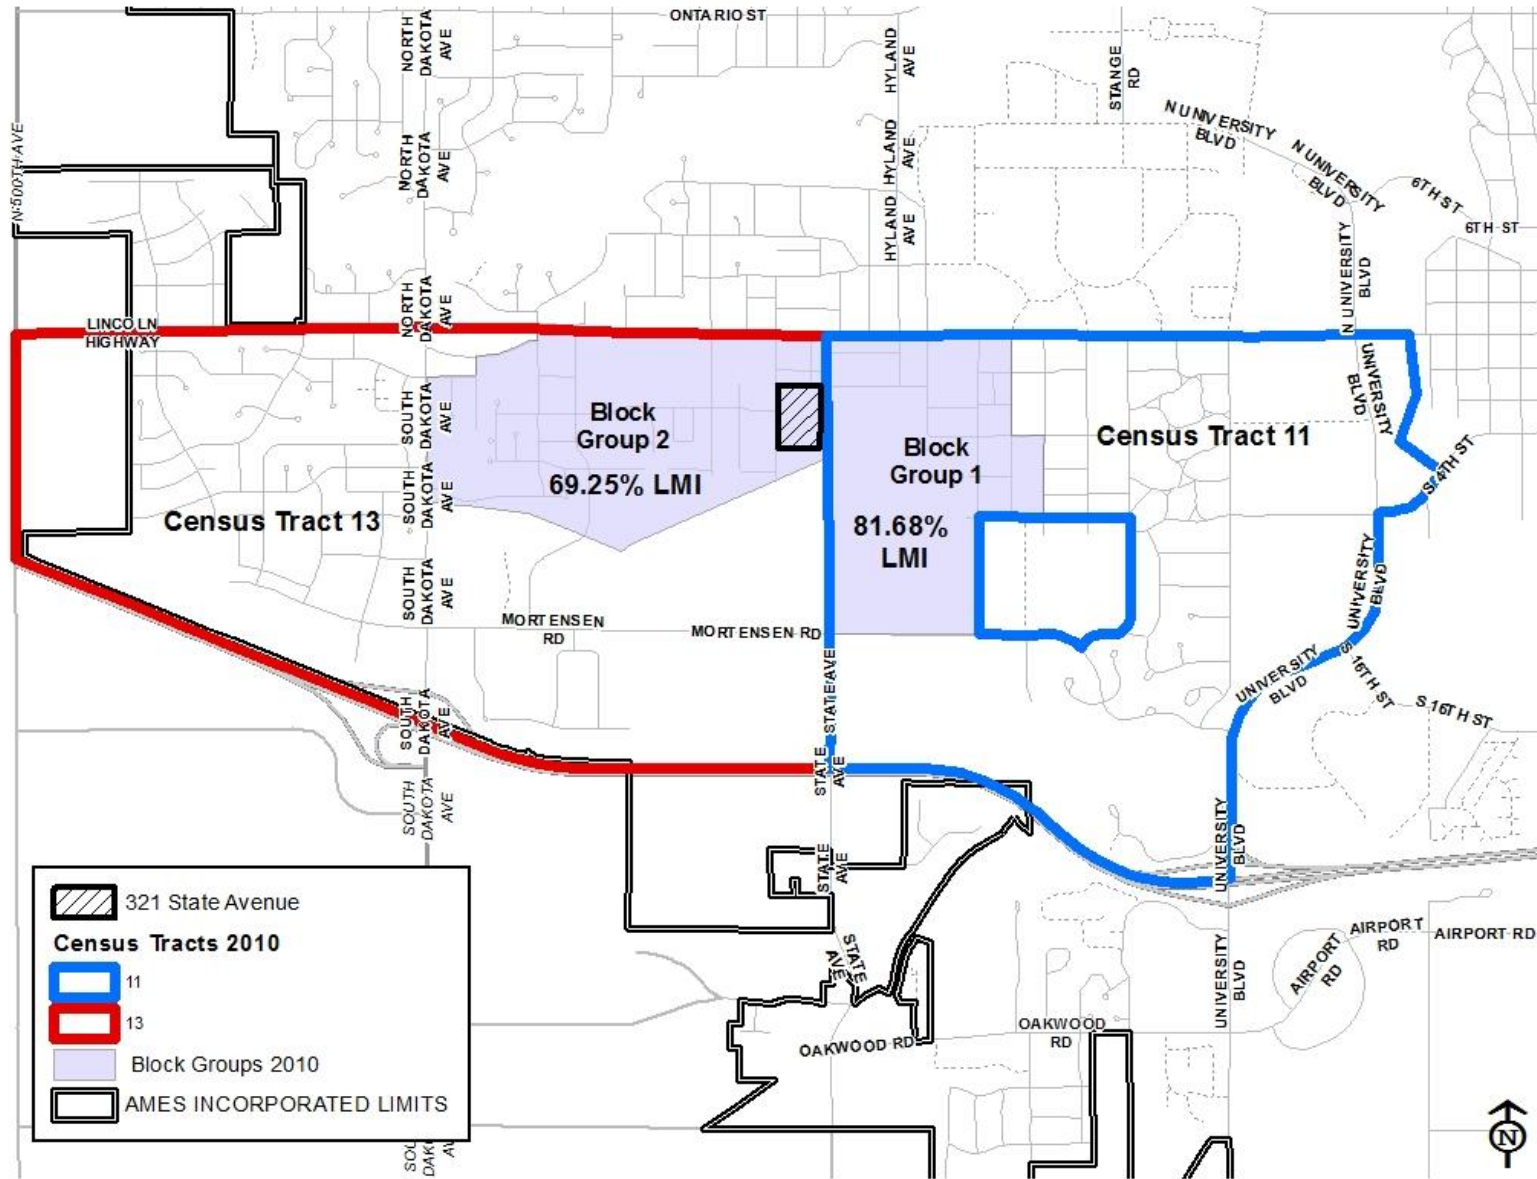 ONTARIO ST
NORTH
DAKOTA
AVE
HYLAND
AVE
STANGE
RD
N UNIVERSITY
BLVD
N 500TH AVE
NORTH
DAKOTA
AVE
HYLAND
AVE
N UNIVERSITY
BLVD
6TH ST
6TH ST
HYLAND
AVE
N UNIVERSITY
BLVD
LINCOLN
HIGHWAY
NORTH
DAKOTA
AVE
UNIVERSITY
BLVD
SOUTH
DAKOTA
AVE
Block
Group 2
69.25% LMI
Block
Group 1
81.68%
LMI
Census Tract 11
S 4TH ST
Census Tract 13
SOUTH
DAKOTA
AVE
SOUTH
DAKOTA
AVE
UNIVERSITY
BLVD
MORTENSEN
RD
MORTENSEN RD
STATE AVE
UNIVERSITY
BLVD
S 16TH ST
S 16TH ST
SOUTH
DAKOTA
AVE
STATE
AVE
SOUTH
DAKOTA
AVE
STATE
AVE
UNIVERSITY
BLVD
321 State Avenue
Census Tracts 2010
11
13
Block Groups 2010
AMES INCORPORATED LIMITS
STATE
AVE
UNIVERSITY
BLVD
AIRPORT
RD
AIRPORT
RD
AIRPORT RD
OAKWOOD RD
OAKWOOD
RD
N